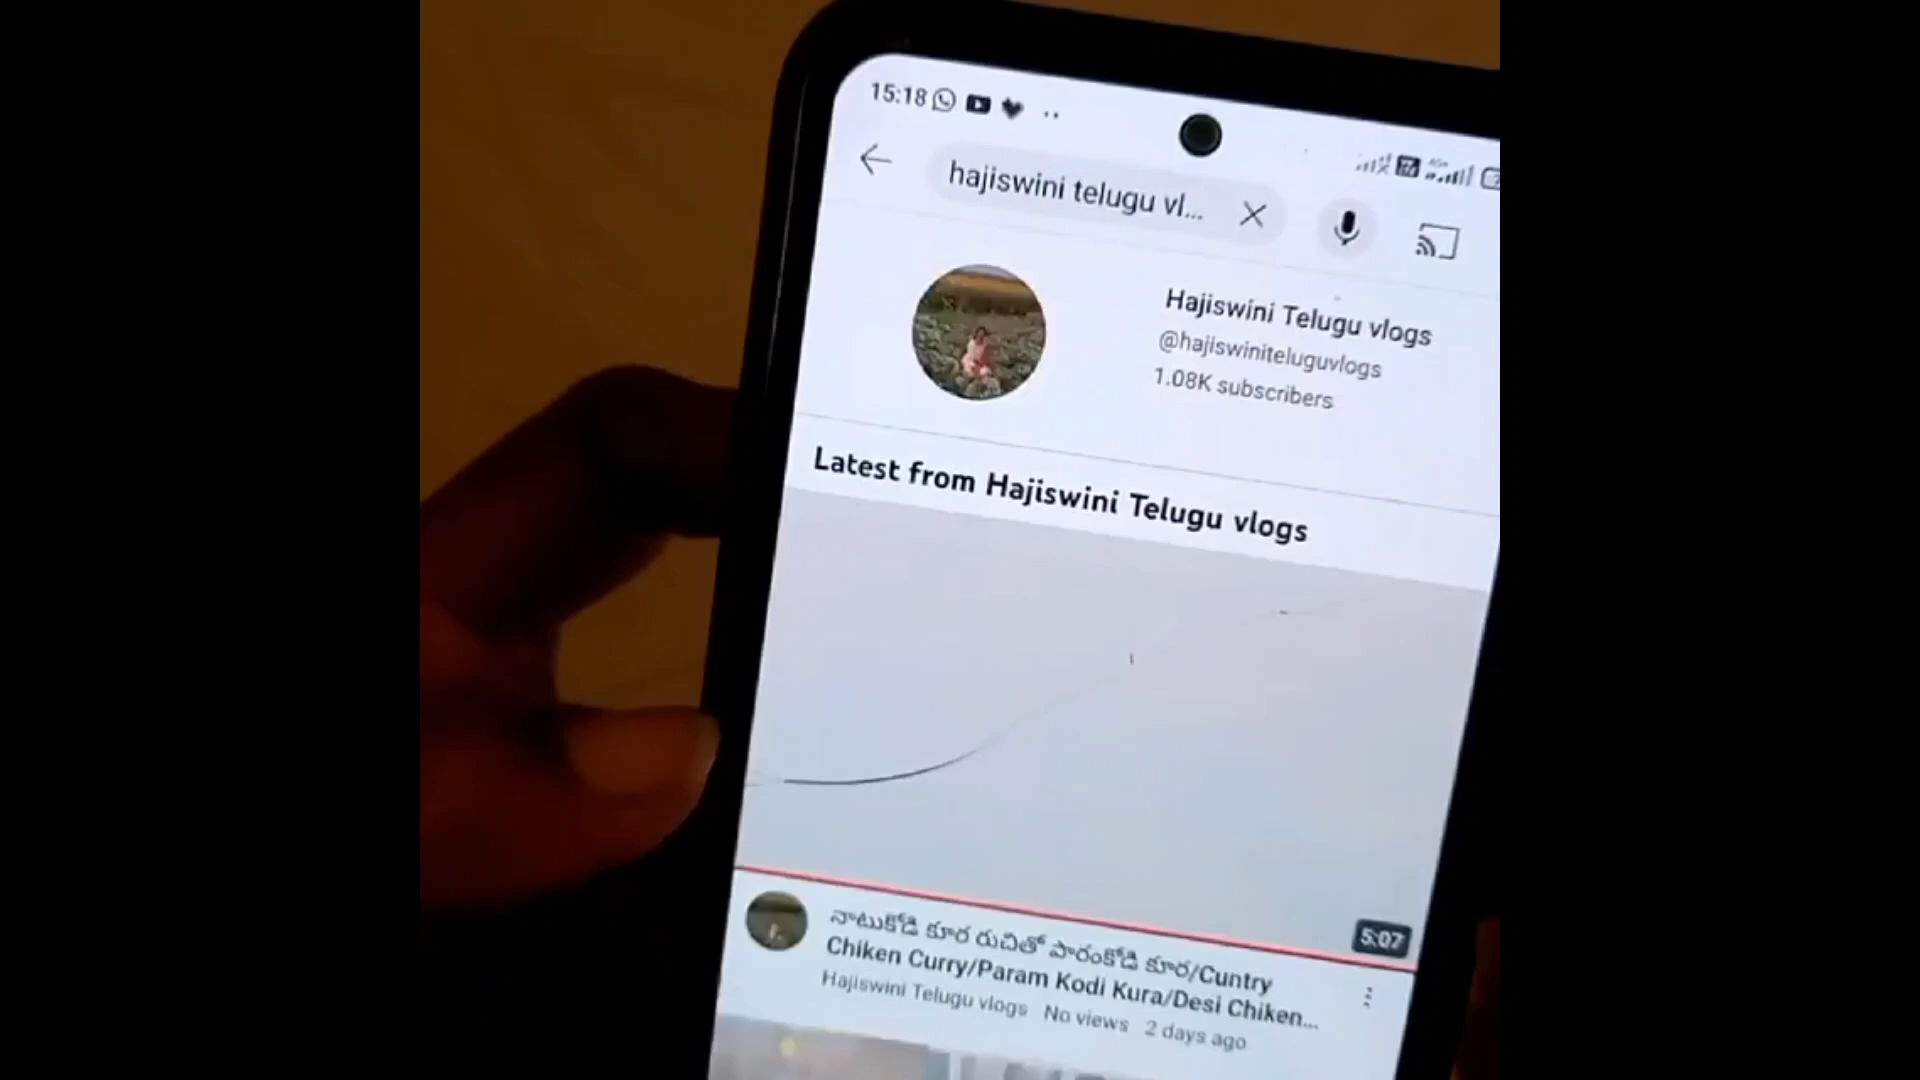 15:18
hajiswini telugu vl...
Hajiswini Telugu vlogs
@hajiswiniteluguvlogs
1.08K subscribers
Latest from Hajiswini Telugu vlogs
5:07
నాటుకోడి కూర రుచితో పారంకోడి కూర/Cuntry
Chiken Curry/Param Kodi Kura/Desi Chiken...
Hajiswini Telugu vlogs No views 2 days ago